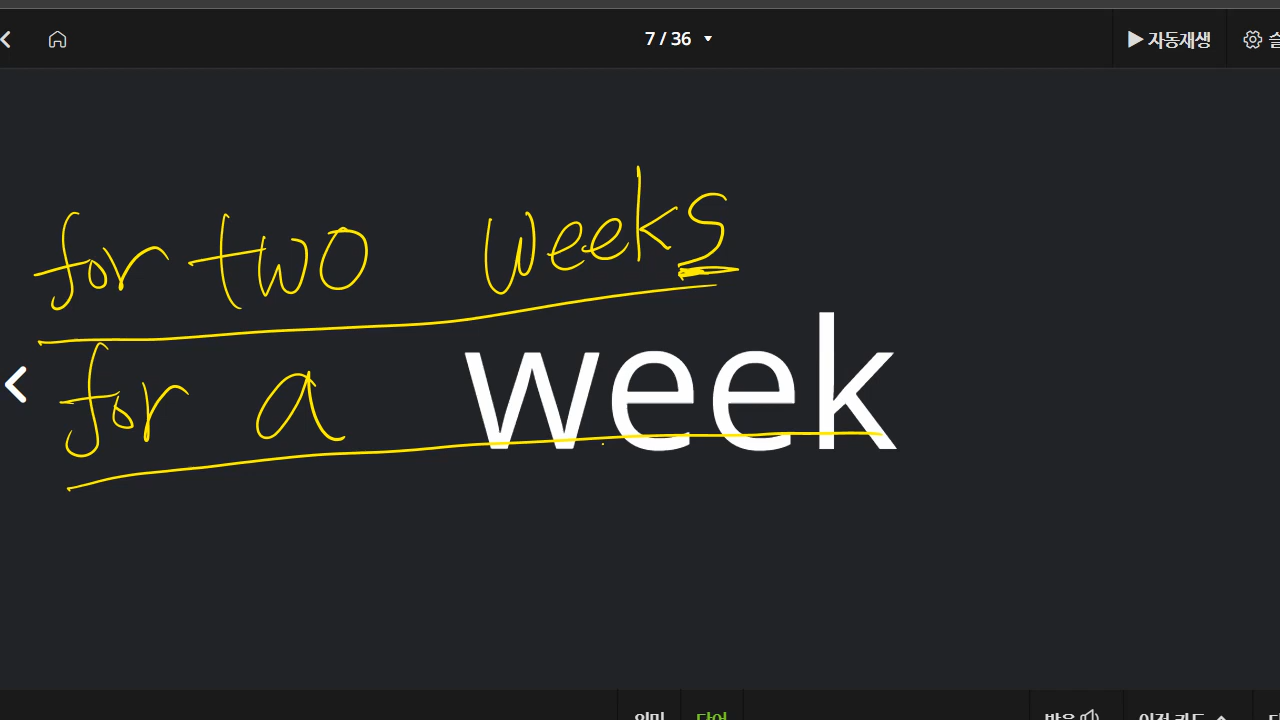 7 / 36
자동재생
for two weeks
for a week